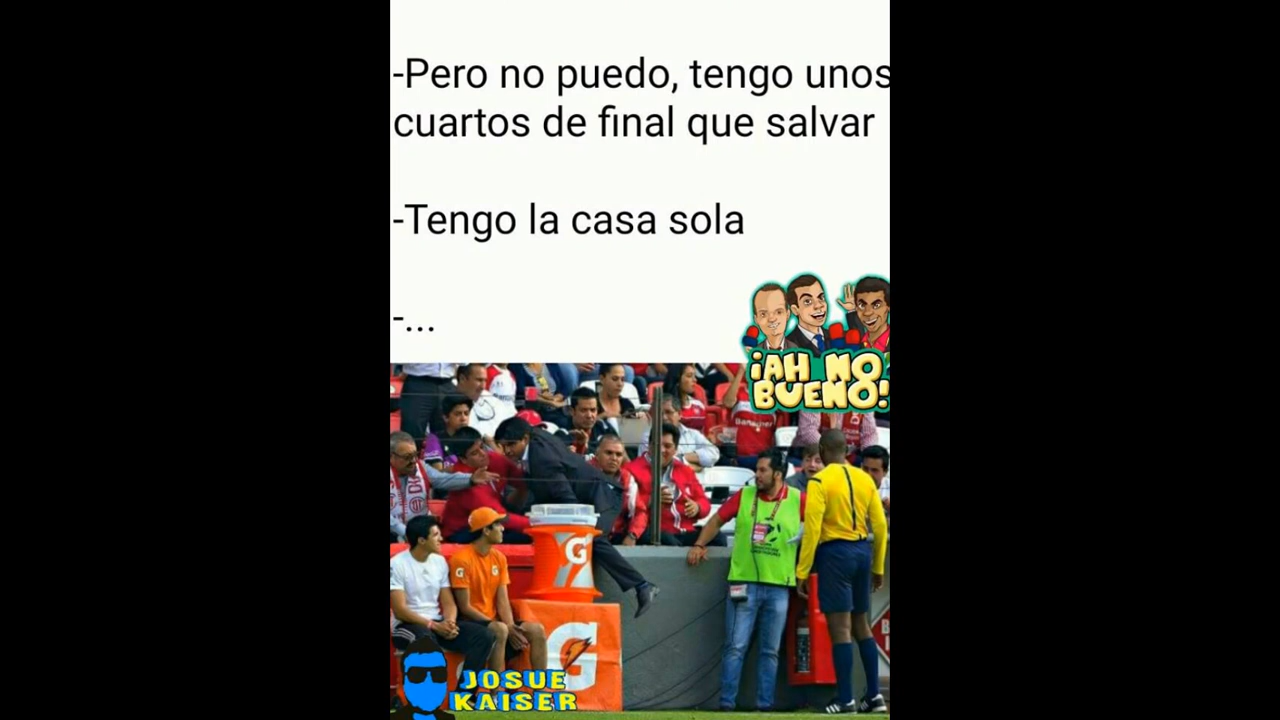 -Pero no puedo, tengo unos
cuartos de final que salvar
-Tengo la casa sola
-...
¡AH NO
BUENO!
G
G
JOSUE
KAISER